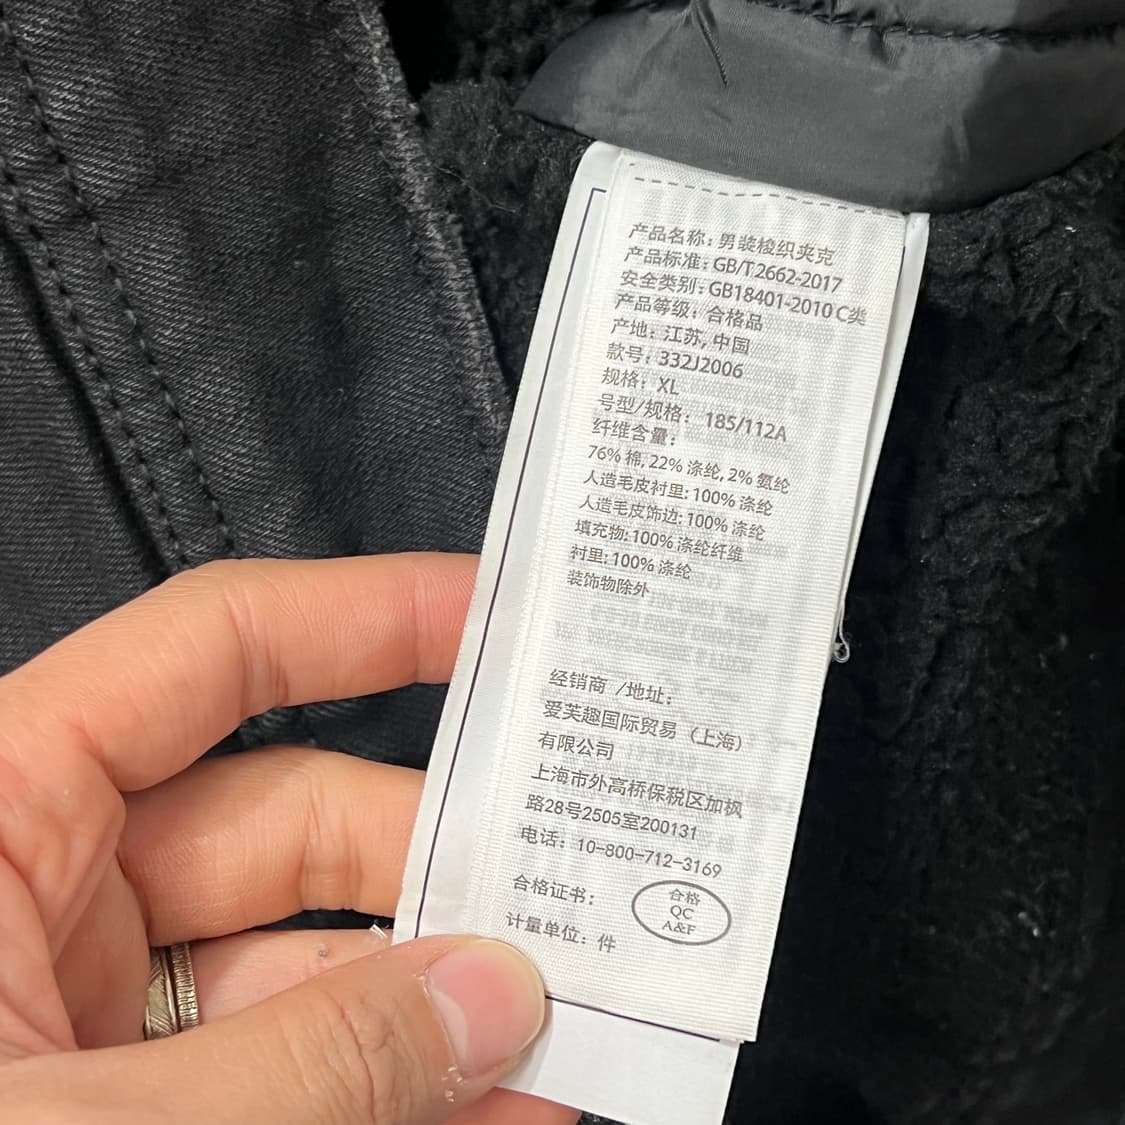 产品名称：男装梭织夹克
产品标准：GB/T2662-2017
安全类别：GB18401-2010 C类
产品等级：合格品
产地：江苏, 中国
款号：332J2006
规格：XL
号型/规格：185/112A
纤维含量：
76% 棉, 22% 涤纶, 2% 氨纶
人造毛皮衬里: 100% 涤纶
人造毛皮饰边: 100% 涤纶
填充物: 100% 涤纶纤维
衬里: 100% 涤纶
装饰物除外
经销商 /地址：
爱芙趣国际贸易（上海）
有限公司
上海市外高桥保税区加枫
路28号2505室200131
电话：10-800-712-3169
合格证书：
合格
QC
A&F
计量单位：件